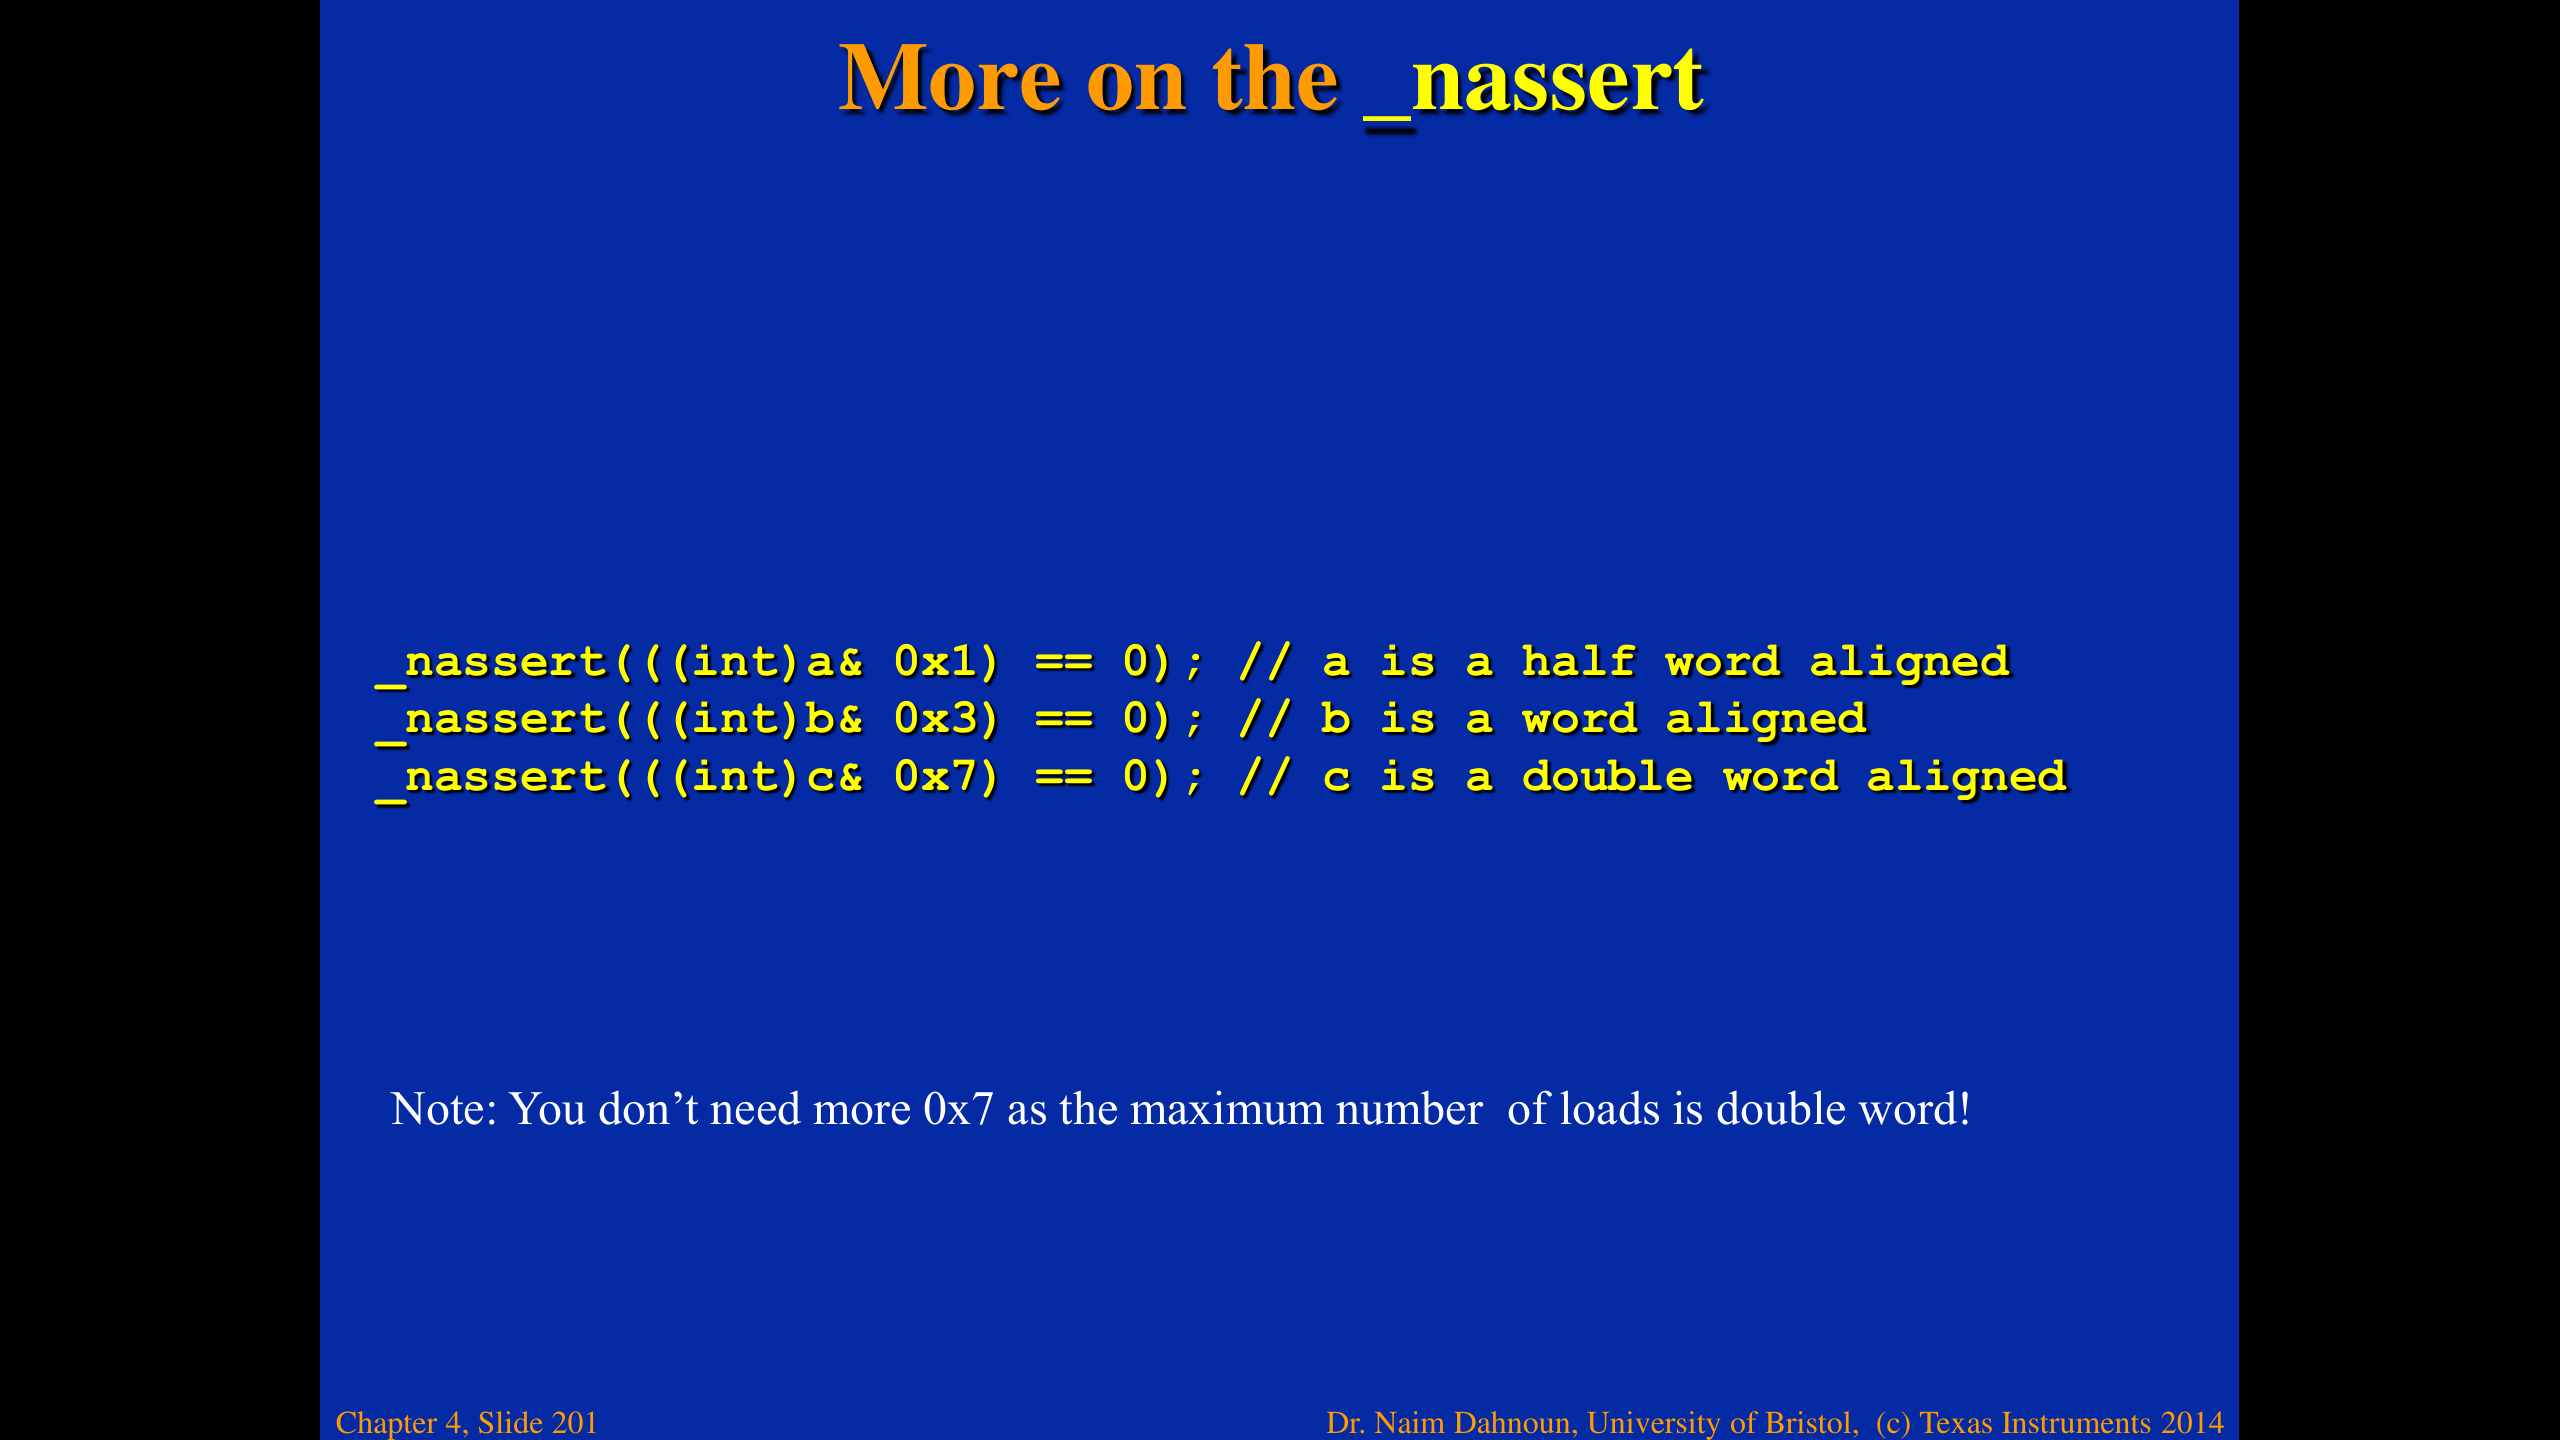 More on the _nassert
_nassert(((int)a& 0x1) == 0); // a is a half word aligned
_nassert(((int)b& 0x3) == 0); // b is a word aligned
_nassert(((int)c& 0x7) == 0); // c is a double word aligned
Note: You don’t need more 0x7 as the maximum number  of loads is double word!
Chapter 4, Slide 201
Dr. Naim Dahnoun, University of Bristol,  (c) Texas Instruments 2014